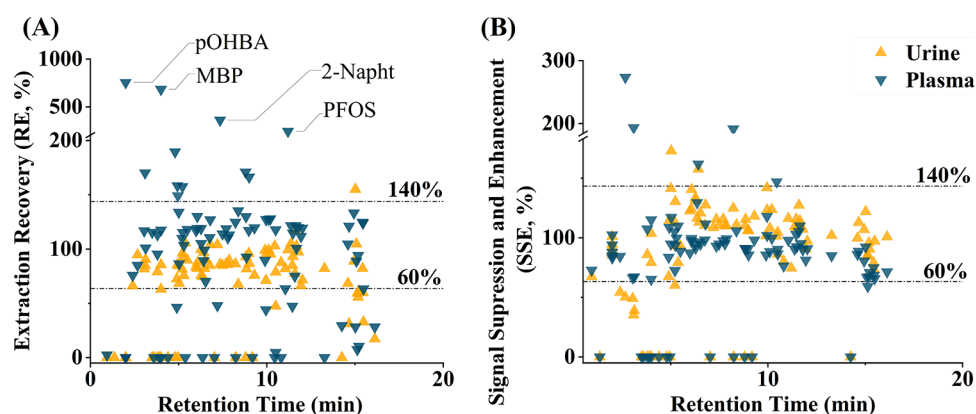 (A)
Extraction Recovery (RE, %)
1000
500
200
100
0
pOHBA
MBP
2-Napht
PFOS
140%
60%
0
10
20
Retention Time (min)
(B)
Signal Supression and Enhancement
(SSE, %)
300
200
100
0
Urine
Plasma
140%
60%
0
10
20
Retention Time (min)